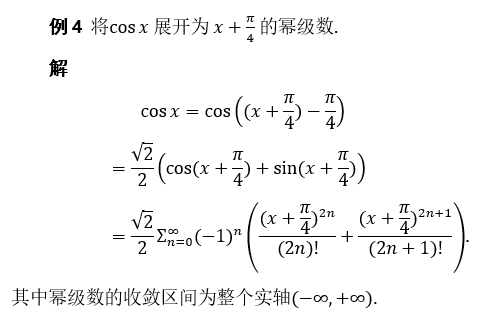 例4 将cos x 展开为 x + π/4 的幂级数.
解
cos x = cos((x + π/4) − π/4)
= √2/2 (cos(x + π/4) + sin(x + π/4))
= √2/2 Σ_{n=0}^{∞}(−1)^n ((x + π/4)^{2n}/(2n)! + (x + π/4)^{2n+1}/(2n + 1)!).
其中幂级数的收敛区间为整个实轴(−∞, +∞).